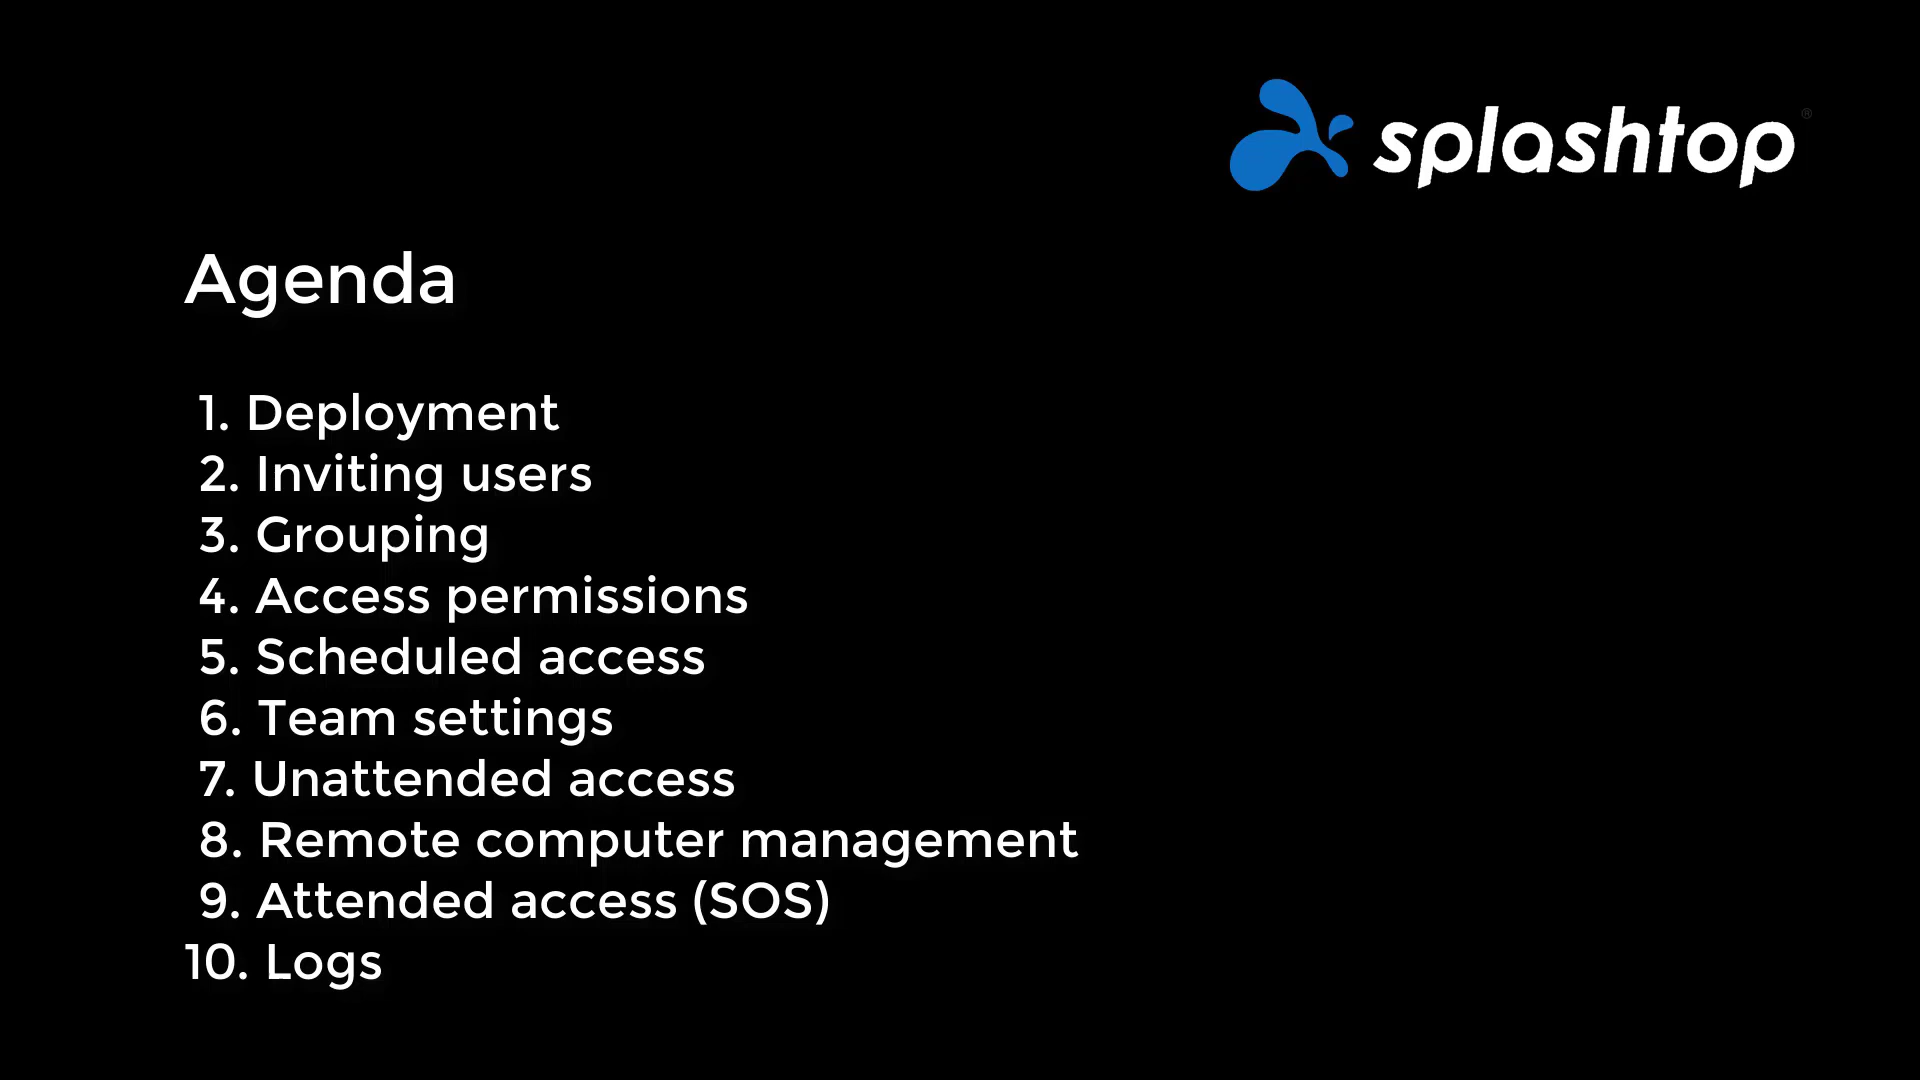 splashtop®
Agenda
1. Deployment
2. Inviting users
3. Grouping
4. Access permissions
5. Scheduled access
6. Team settings
7. Unattended access
8. Remote computer management
9. Attended access (SOS)
10. Logs